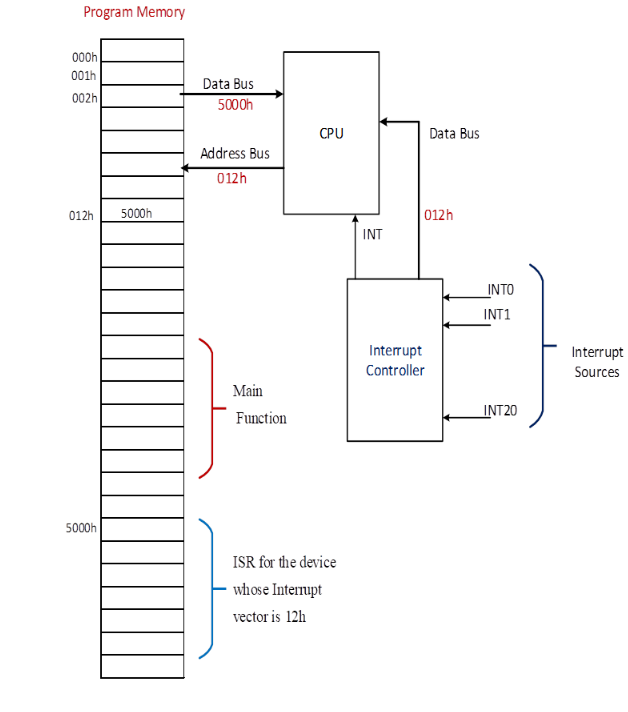 Program Memory
000h
001h
002h
Data Bus
5000h
CPU
Data Bus
Address Bus
012h
012h
5000h
012h
INT
INT0
INT1
Interrupt
Controller
Interrupt
Sources
INT20
Main
Function
5000h
ISR for the device
whose Interrupt
vector is 12h